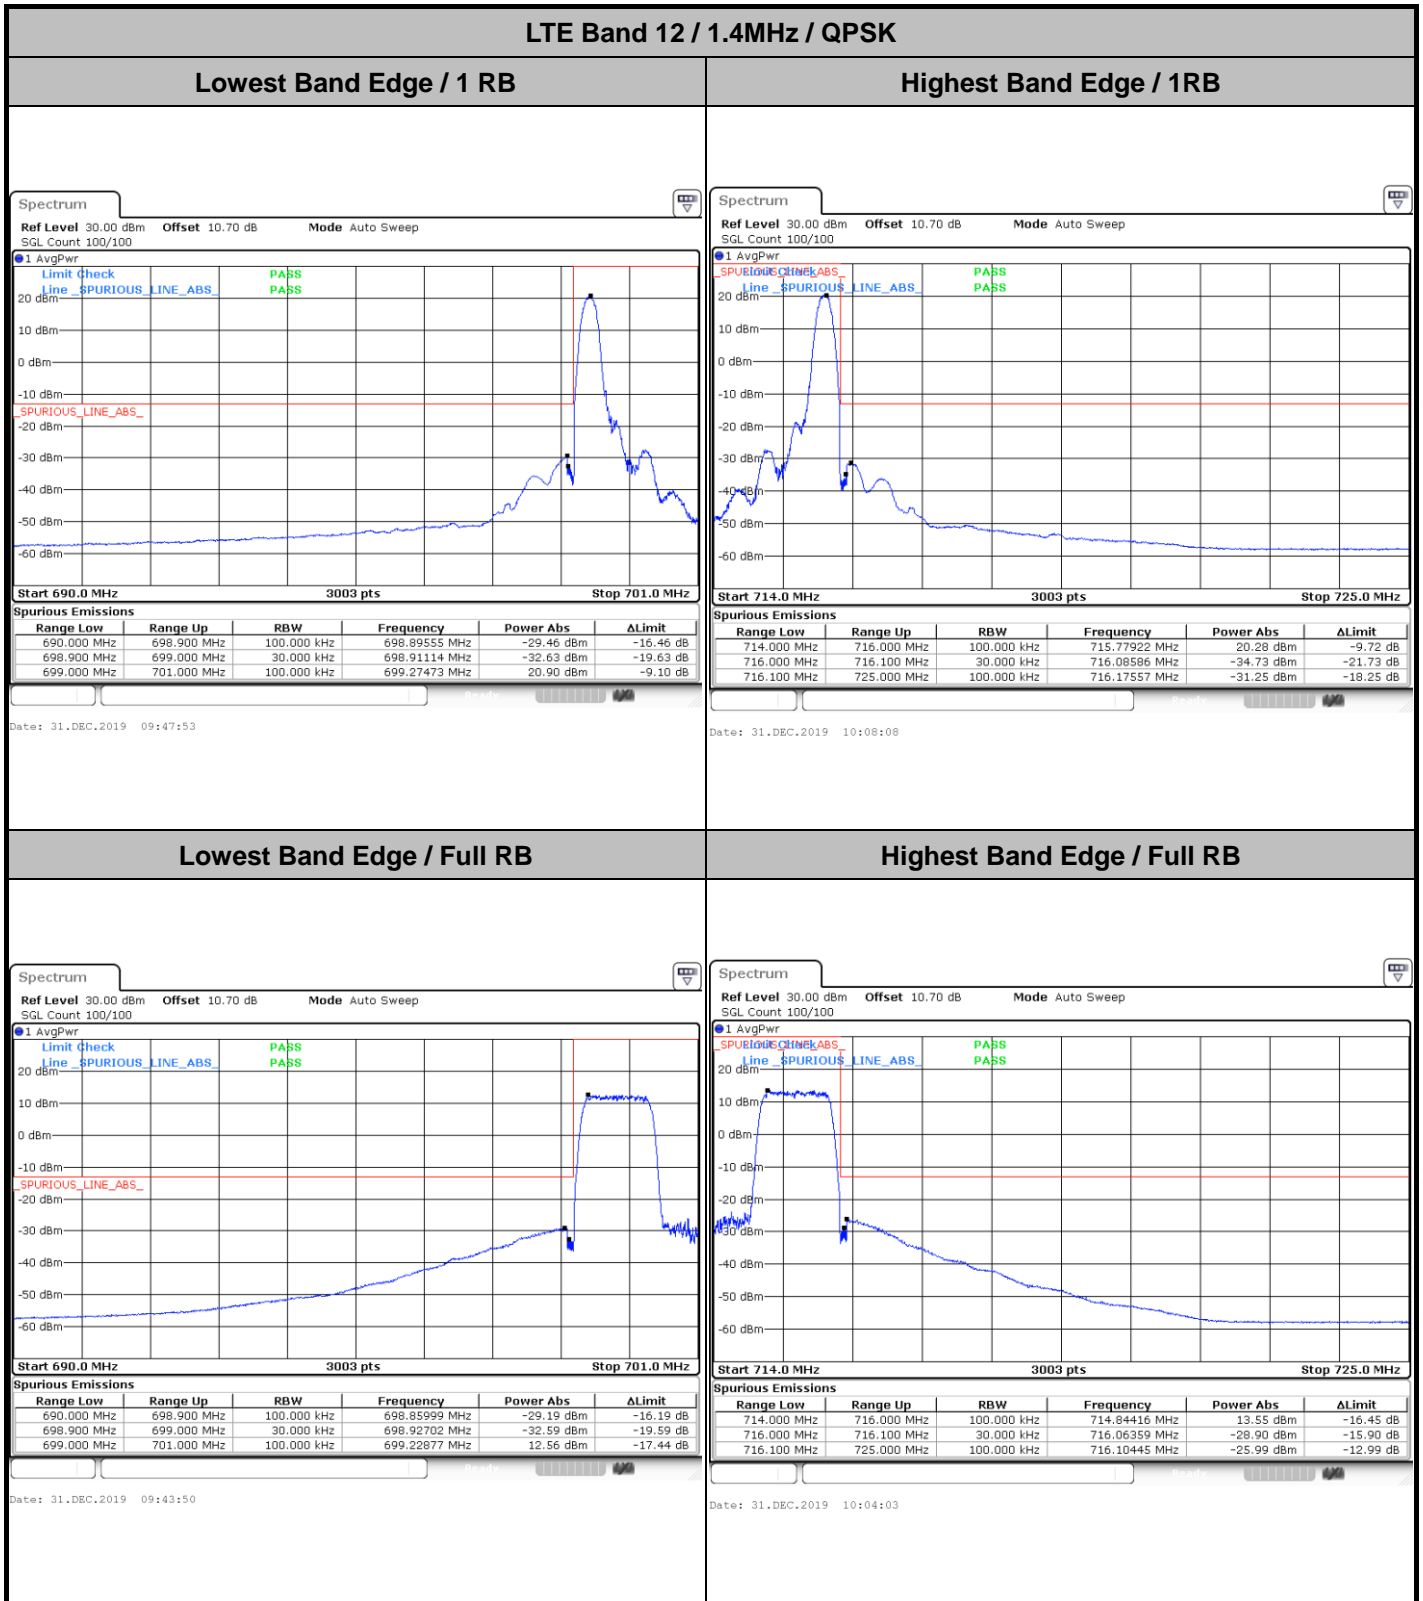 LTE Band 12 / 1.4MHz / QPSK
Lowest Band Edge / 1 RB
Highest Band Edge / 1RB
Spectrum
Ref Level 30.00 dBm Offset 10.70 dB Mode Auto Sweep
SGL Count 100/100
1 AvgPwr
Limit Check PASS
Line _SPURIOUS_LINE_ABS_ PASS
20 dBm
10 dBm
0 dBm
-10 dBm
_SPURIOUS_LINE_ABS_
-20 dBm
-30 dBm
-40 dBm
-50 dBm
-60 dBm
Start 690.0 MHz 3003 pts Stop 701.0 MHz
Spurious Emissions
Range Low Range Up RBW Frequency Power Abs ΔLimit
690.000 MHz 698.900 MHz 100.000 kHz 698.89555 MHz -29.46 dBm -16.46 dB
698.900 MHz 699.000 MHz 30.000 kHz 698.91114 MHz -32.63 dBm -19.63 dB
699.000 MHz 701.000 MHz 100.000 kHz 699.27473 MHz 20.90 dBm -9.10 dB
Ready
Date: 31.DEC.2019 09:47:53
Spectrum
Ref Level 30.00 dBm Offset 10.70 dB Mode Auto Sweep
SGL Count 100/100
1 AvgPwr
_SPURIOUS_LINE_ABS_
Limit Check PASS
Line _SPURIOUS_LINE_ABS_ PASS
20 dBm
10 dBm
0 dBm
-10 dBm
-20 dBm
-30 dBm
-40 dBm
-50 dBm
-60 dBm
Start 714.0 MHz 3003 pts Stop 725.0 MHz
Spurious Emissions
Range Low Range Up RBW Frequency Power Abs ΔLimit
714.000 MHz 716.000 MHz 100.000 kHz 715.77922 MHz 20.28 dBm -9.72 dB
716.000 MHz 716.100 MHz 30.000 kHz 716.08586 MHz -34.73 dBm -21.73 dB
716.100 MHz 725.000 MHz 100.000 kHz 716.17557 MHz -31.25 dBm -18.25 dB
Ready
Date: 31.DEC.2019 10:08:08
Lowest Band Edge / Full RB
Highest Band Edge / Full RB
Spectrum
Ref Level 30.00 dBm Offset 10.70 dB Mode Auto Sweep
SGL Count 100/100
1 AvgPwr
Limit Check PASS
Line _SPURIOUS_LINE_ABS_ PASS
20 dBm
10 dBm
0 dBm
-10 dBm
_SPURIOUS_LINE_ABS_
-20 dBm
-30 dBm
-40 dBm
-50 dBm
-60 dBm
Start 690.0 MHz 3003 pts Stop 701.0 MHz
Spurious Emissions
Range Low Range Up RBW Frequency Power Abs ΔLimit
690.000 MHz 698.900 MHz 100.000 kHz 698.85999 MHz -29.19 dBm -16.19 dB
698.900 MHz 699.000 MHz 30.000 kHz 698.92702 MHz -32.59 dBm -19.59 dB
699.000 MHz 701.000 MHz 100.000 kHz 699.22877 MHz 12.56 dBm -17.44 dB
Ready
Date: 31.DEC.2019 09:43:50
Spectrum
Ref Level 30.00 dBm Offset 10.70 dB Mode Auto Sweep
SGL Count 100/100
1 AvgPwr
_SPURIOUS_LINE_ABS_
Limit Check PASS
Line _SPURIOUS_LINE_ABS_ PASS
20 dBm
10 dBm
0 dBm
-10 dBm
-20 dBm
-30 dBm
-40 dBm
-50 dBm
-60 dBm
Start 714.0 MHz 3003 pts Stop 725.0 MHz
Spurious Emissions
Range Low Range Up RBW Frequency Power Abs ΔLimit
714.000 MHz 716.000 MHz 100.000 kHz 714.84416 MHz 13.55 dBm -16.45 dB
716.000 MHz 716.100 MHz 30.000 kHz 716.06359 MHz -28.90 dBm -15.90 dB
716.100 MHz 725.000 MHz 100.000 kHz 716.10445 MHz -25.99 dBm -12.99 dB
Ready
Date: 31.DEC.2019 10:04:03